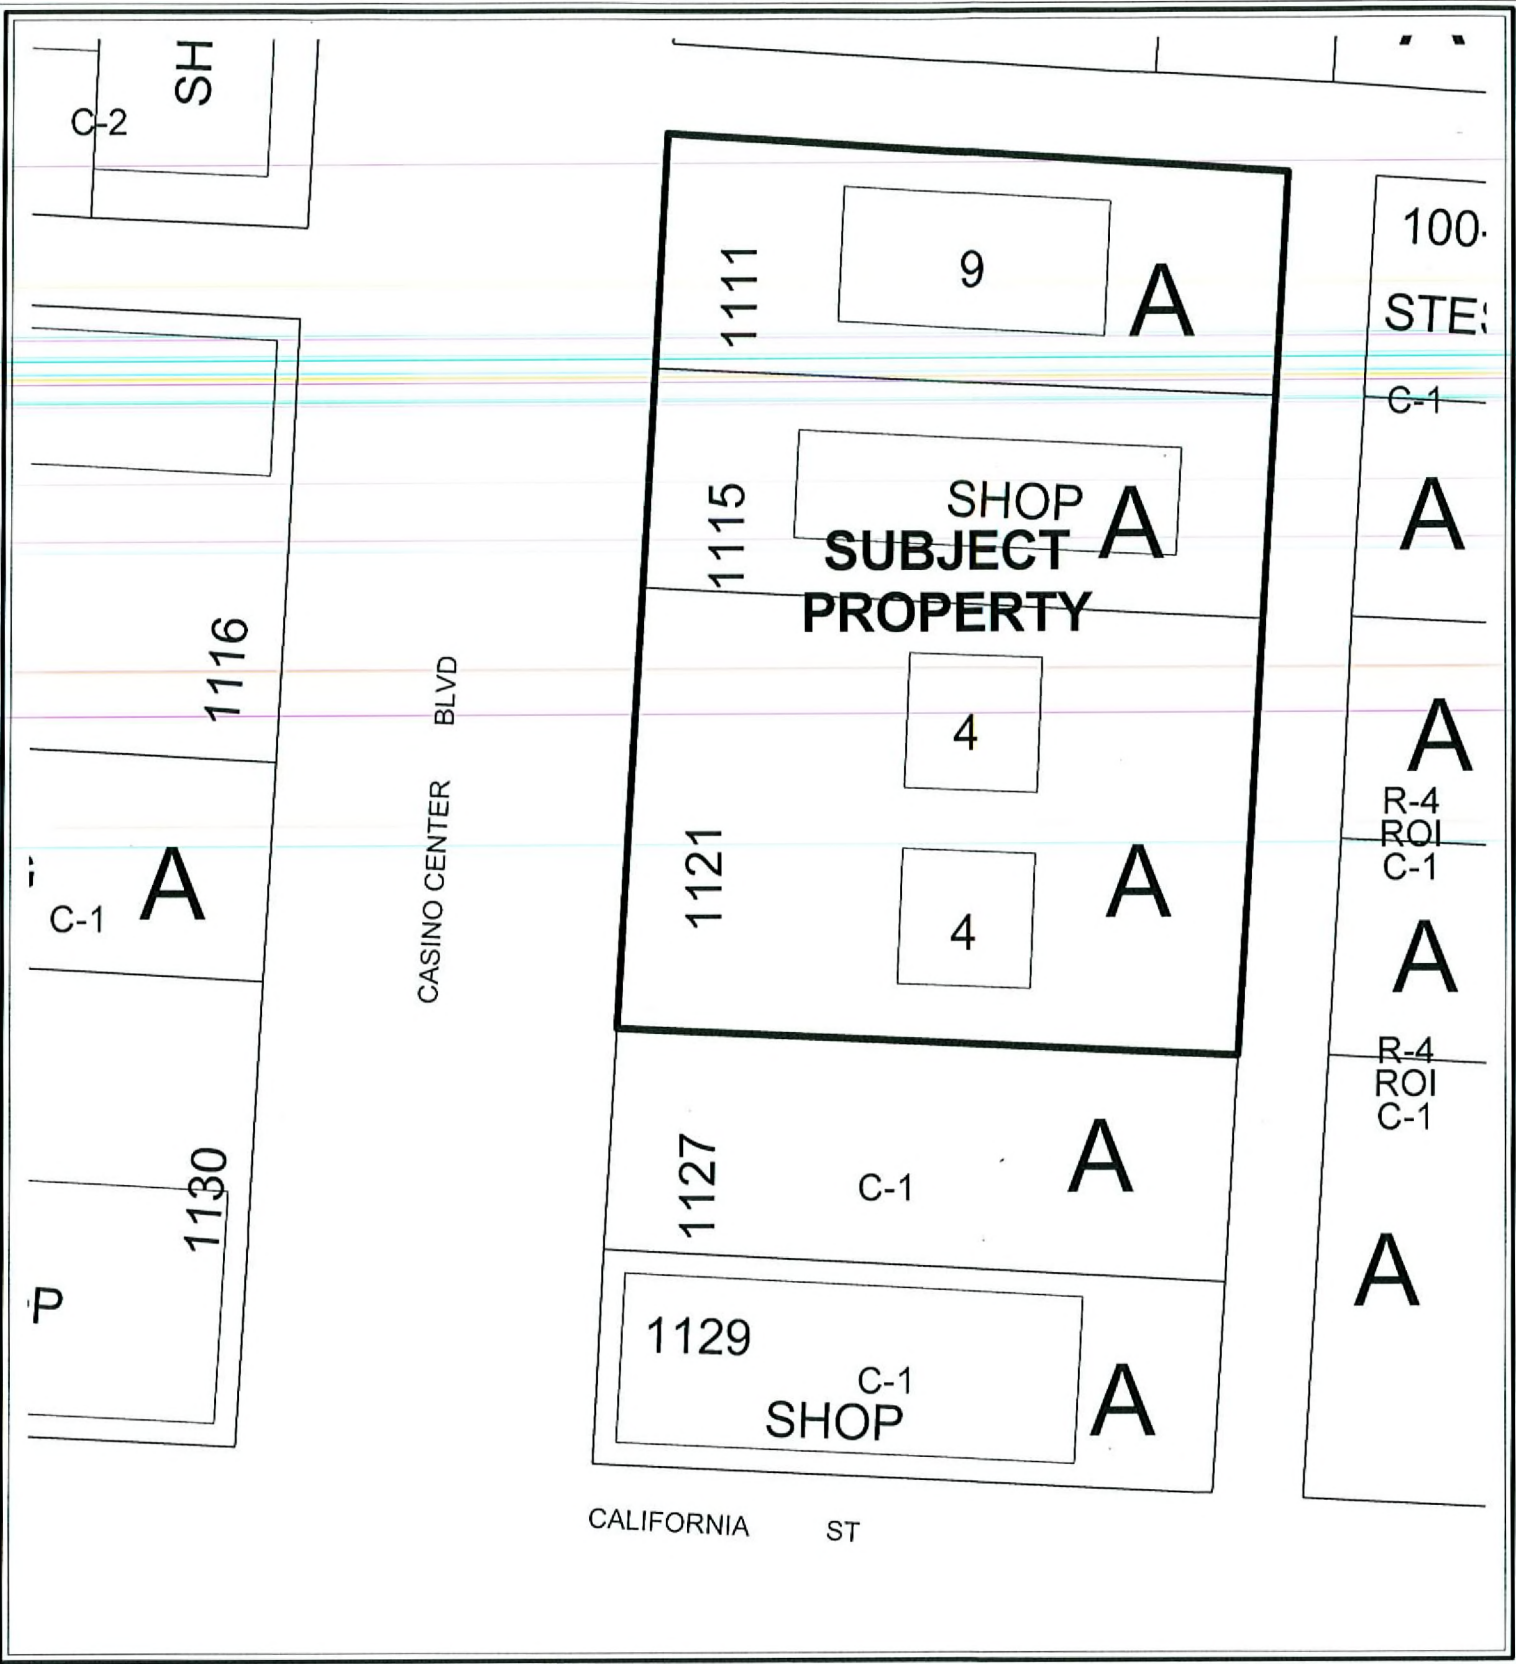 SH
C-2
1111
9
A
100
STE
C-1
1115
SHOP
A
SUBJECT
PROPERTY
A
1116
BLVD
CASINO CENTER
4
A
R-4
ROI
C-1
1121
4
A
A
C-1
A
R-4
ROI
C-1
1127
C-1
A
1130
P
A
1129
C-1
SHOP
A
CALIFORNIA ST